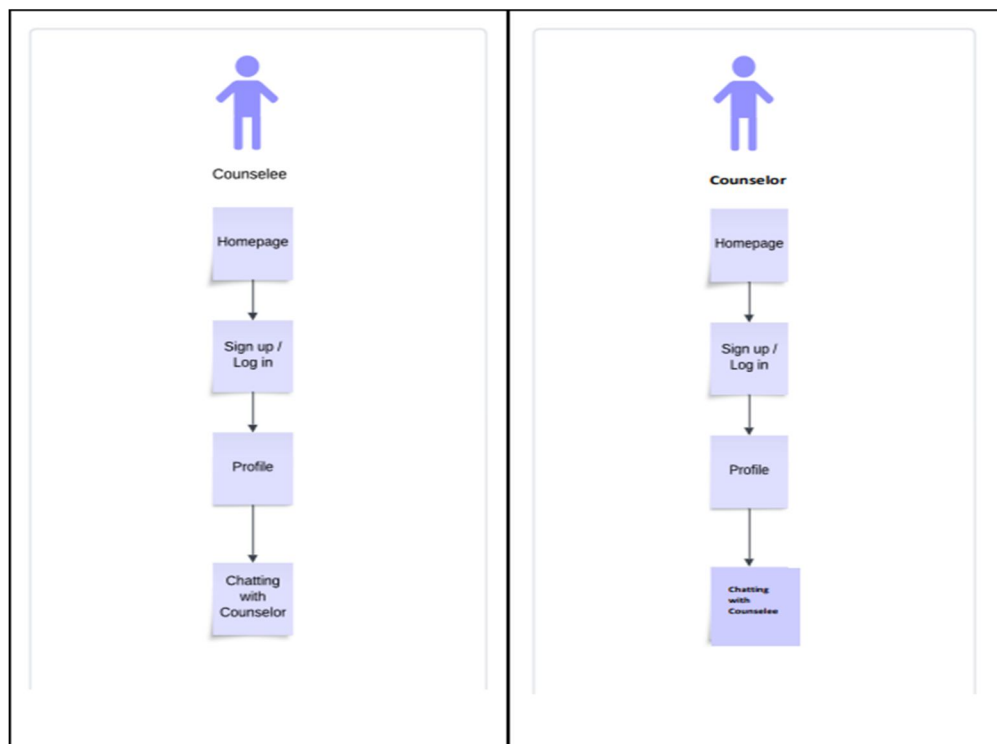 Counselee
Homepage
Sign up /
Log in
Profile
Chatting
with
Counselor
Counselor
Homepage
Sign up /
Log in
Profile
Chatting
with
Counselee